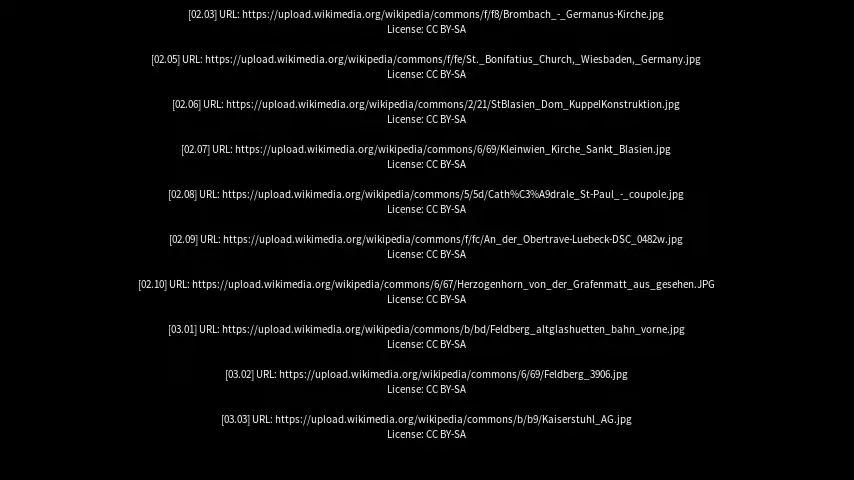 [02.03] URL: https://upload.wikimedia.org/wikipedia/commons/f/f8/Brombach_-_Germanus-Kirche.jpg
License: CC BY-SA
[02.05] URL: https://upload.wikimedia.org/wikipedia/commons/f/fe/St._Bonifatius_Church,_Wiesbaden,_Germany.jpg
License: CC BY-SA
[02.06] URL: https://upload.wikimedia.org/wikipedia/commons/2/21/StBlasien_Dom_KuppelKonstruktion.jpg
License: CC BY-SA
[02.07] URL: https://upload.wikimedia.org/wikipedia/commons/6/69/Kleinwien_Kirche_Sankt_Blasien.jpg
License: CC BY-SA
[02.08] URL: https://upload.wikimedia.org/wikipedia/commons/5/5d/Cath%C3%A9drale_St-Paul_-_coupole.jpg
License: CC BY-SA
[02.09] URL: https://upload.wikimedia.org/wikipedia/commons/f/fc/An_der_Obertrave-Luebeck-DSC_0482w.jpg
License: CC BY-SA
[02.10] URL: https://upload.wikimedia.org/wikipedia/commons/6/67/Herzogenhorn_von_der_Grafenmatt_aus_gesehen.JPG
License: CC BY-SA
[03.01] URL: https://upload.wikimedia.org/wikipedia/commons/b/bd/Feldberg_altglashuetten_bahn_vorne.jpg
License: CC BY-SA
[03.02] URL: https://upload.wikimedia.org/wikipedia/commons/6/69/Feldberg_3906.jpg
License: CC BY-SA
[03.03] URL: https://upload.wikimedia.org/wikipedia/commons/b/b9/Kaiserstuhl_AG.jpg
License: CC BY-SA